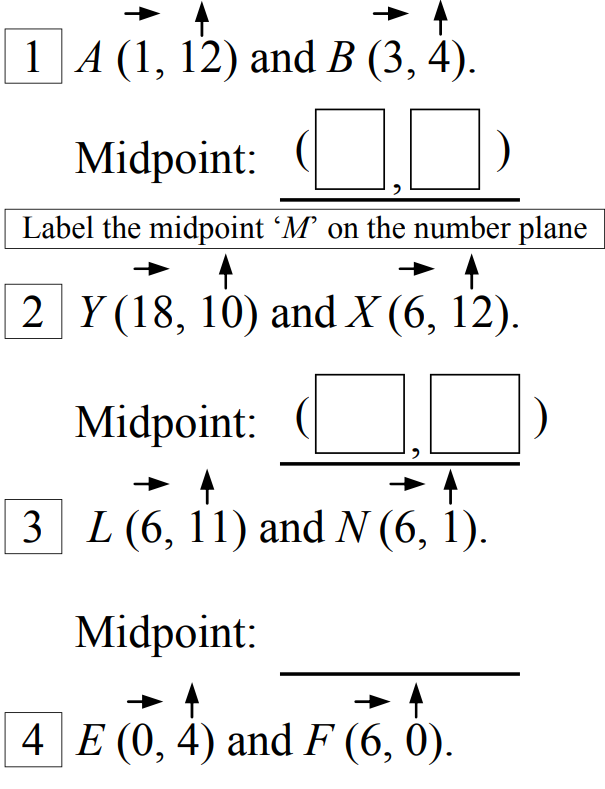 1 A (1, 12) and B (3, 4).
Midpoint: ( , )
Label the midpoint ‘M’ on the number plane
2 Y (18, 10) and X (6, 12).
Midpoint: ( , )
3 L (6, 11) and N (6, 1).
Midpoint:
4 E (0, 4) and F (6, 0).